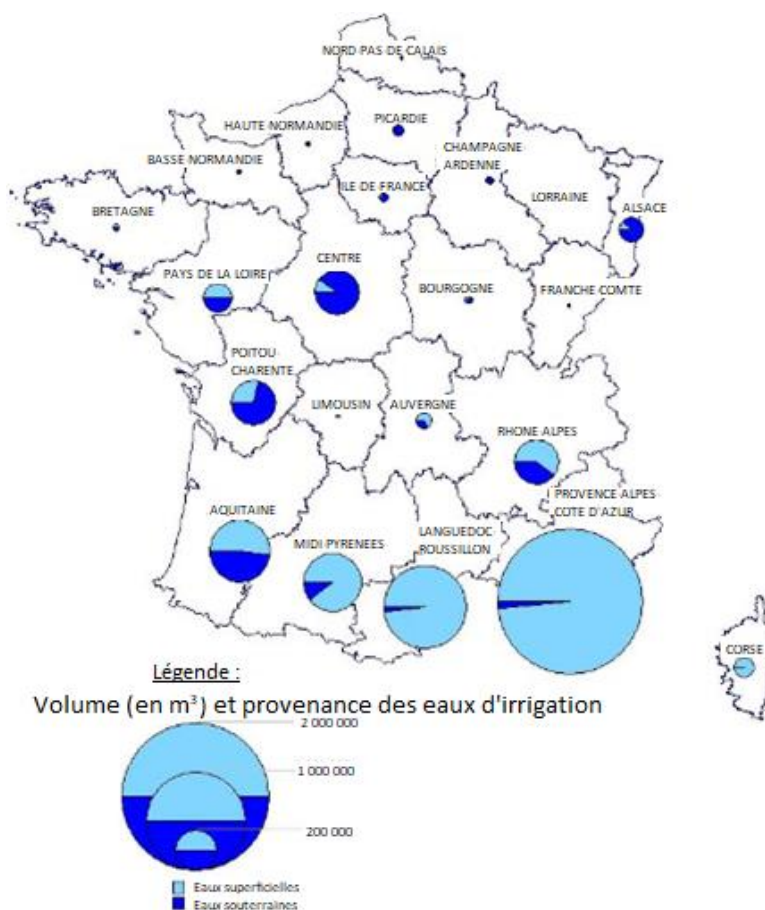 NORD PAS DE CALAIS
HAUTE NORMANDIE
PICARDIE
BASSE NORMANDIE
CHAMPAGNE
ARDENNE
ILE DE FRANCE
LORRAINE
ALSACE
BRETAGNE
PAYS DE LA LOIRE
CENTRE
BOURGOGNE
FRANCHE COMTE
POITOU
CHARENTE
LIMOUSIN
AUVERGNE
RHONE ALPES
PROVENCE ALPES
COTE D'AZUR
AQUITAINE
MIDI PYRENEES
LANGUEDOC
ROUSSILLON
CORSE
Légende :
Volume (en m³) et provenance des eaux d'irrigation
2 000 000
1 000 000
200 000
Eaux superficielles
Eaux souterraines